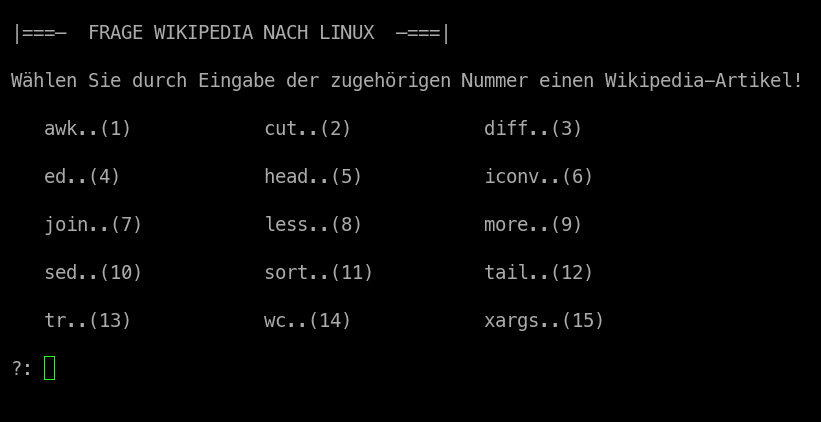 |===–  FRAGE WIKIPEDIA NACH LINUX  –===|
Wählen Sie durch Eingabe der zugehörigen Nummer einen Wikipedia–Artikel!
awk..(1) cut..(2) diff..(3)
ed..(4) head..(5) iconv..(6)
join..(7) less..(8) more..(9)
sed..(10) sort..(11) tail..(12)
tr..(13) wc..(14) xargs..(15)
?: